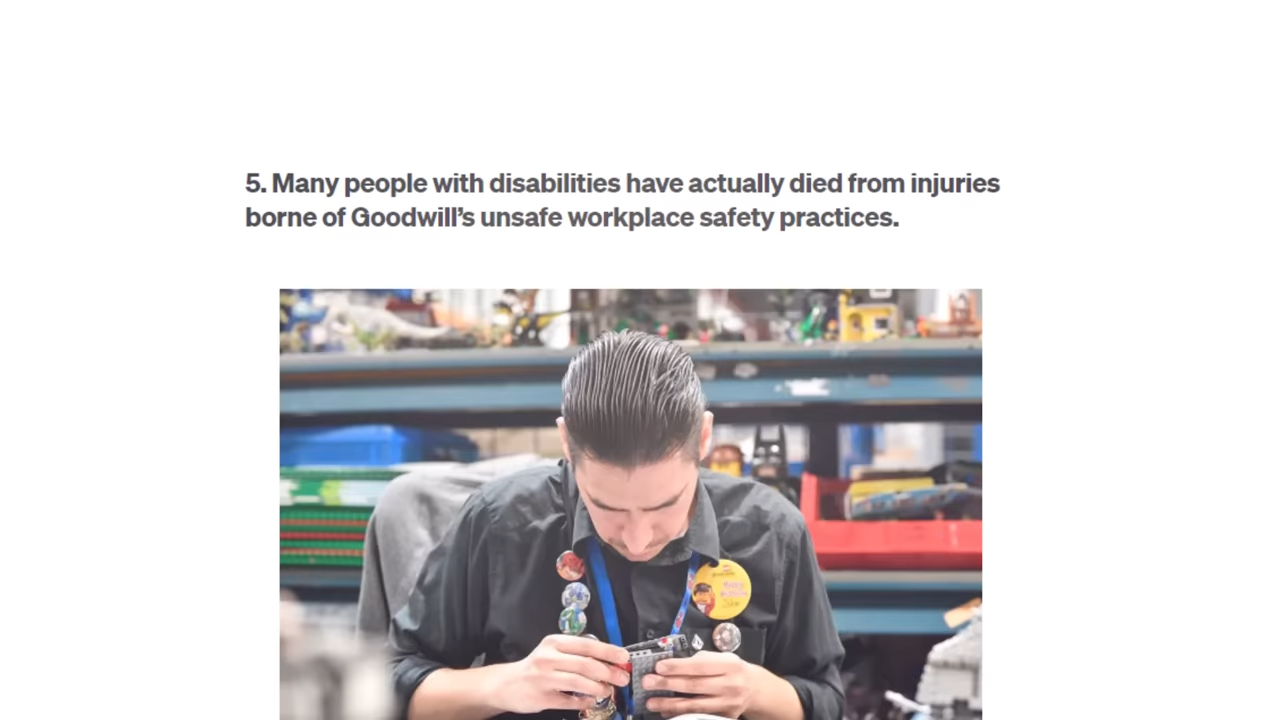 5. Many people with disabilities have actually died from injuries
borne of Goodwill’s unsafe workplace safety practices.